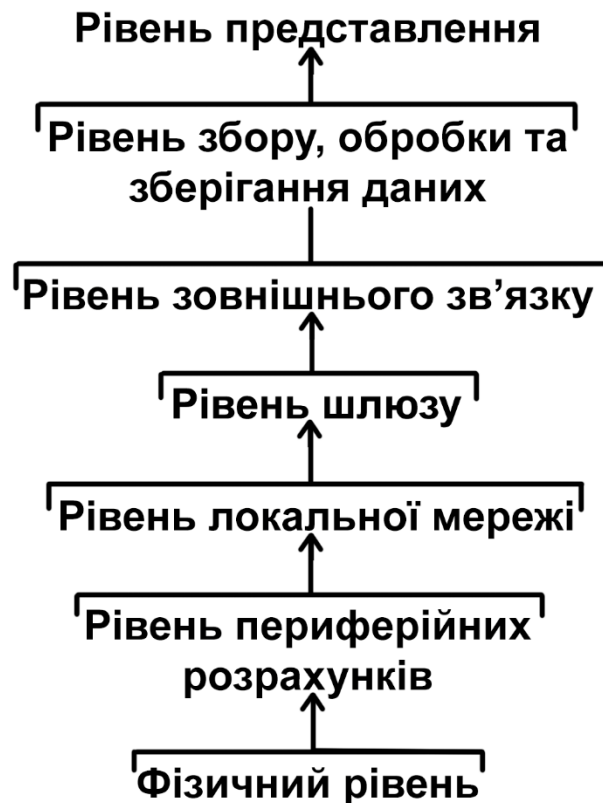 Рівень представлення
Рівень збору, обробки та
зберігання даних
Рівень зовнішнього зв’язку
Рівень шлюзу
Рівень локальної мережі
Рівень периферійних
розрахунків
Фізичний рівень